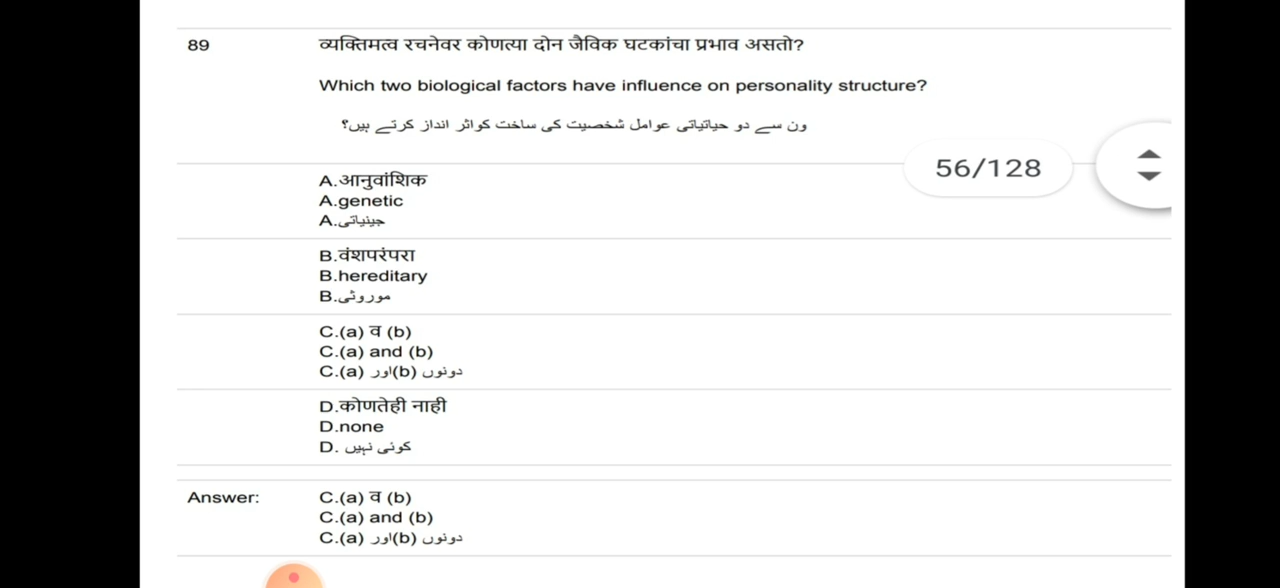 89 व्यक्तिमत्व रचनेवर कोणत्या दोन जैविक घटकांचा प्रभाव असतो?
Which two biological factors have influence on personality structure?
ون سے دو حیاتیاتی عوامل شخصیت کی ساخت کواثر انداز کرتے ہیں؟
56/128
A.आनुवांशिक
A.genetic
A.جینیاتی
B.वंशपरंपरा
B.hereditary
B.موروثی
C.(a) व (b)
C.(a) and (b)
C.(a) اور(b) دونوں
D.कोणतेही नाही
D.none
D. کوئی نہیں
Answer: C.(a) व (b)
C.(a) and (b)
C.(a) اور(b) دونوں